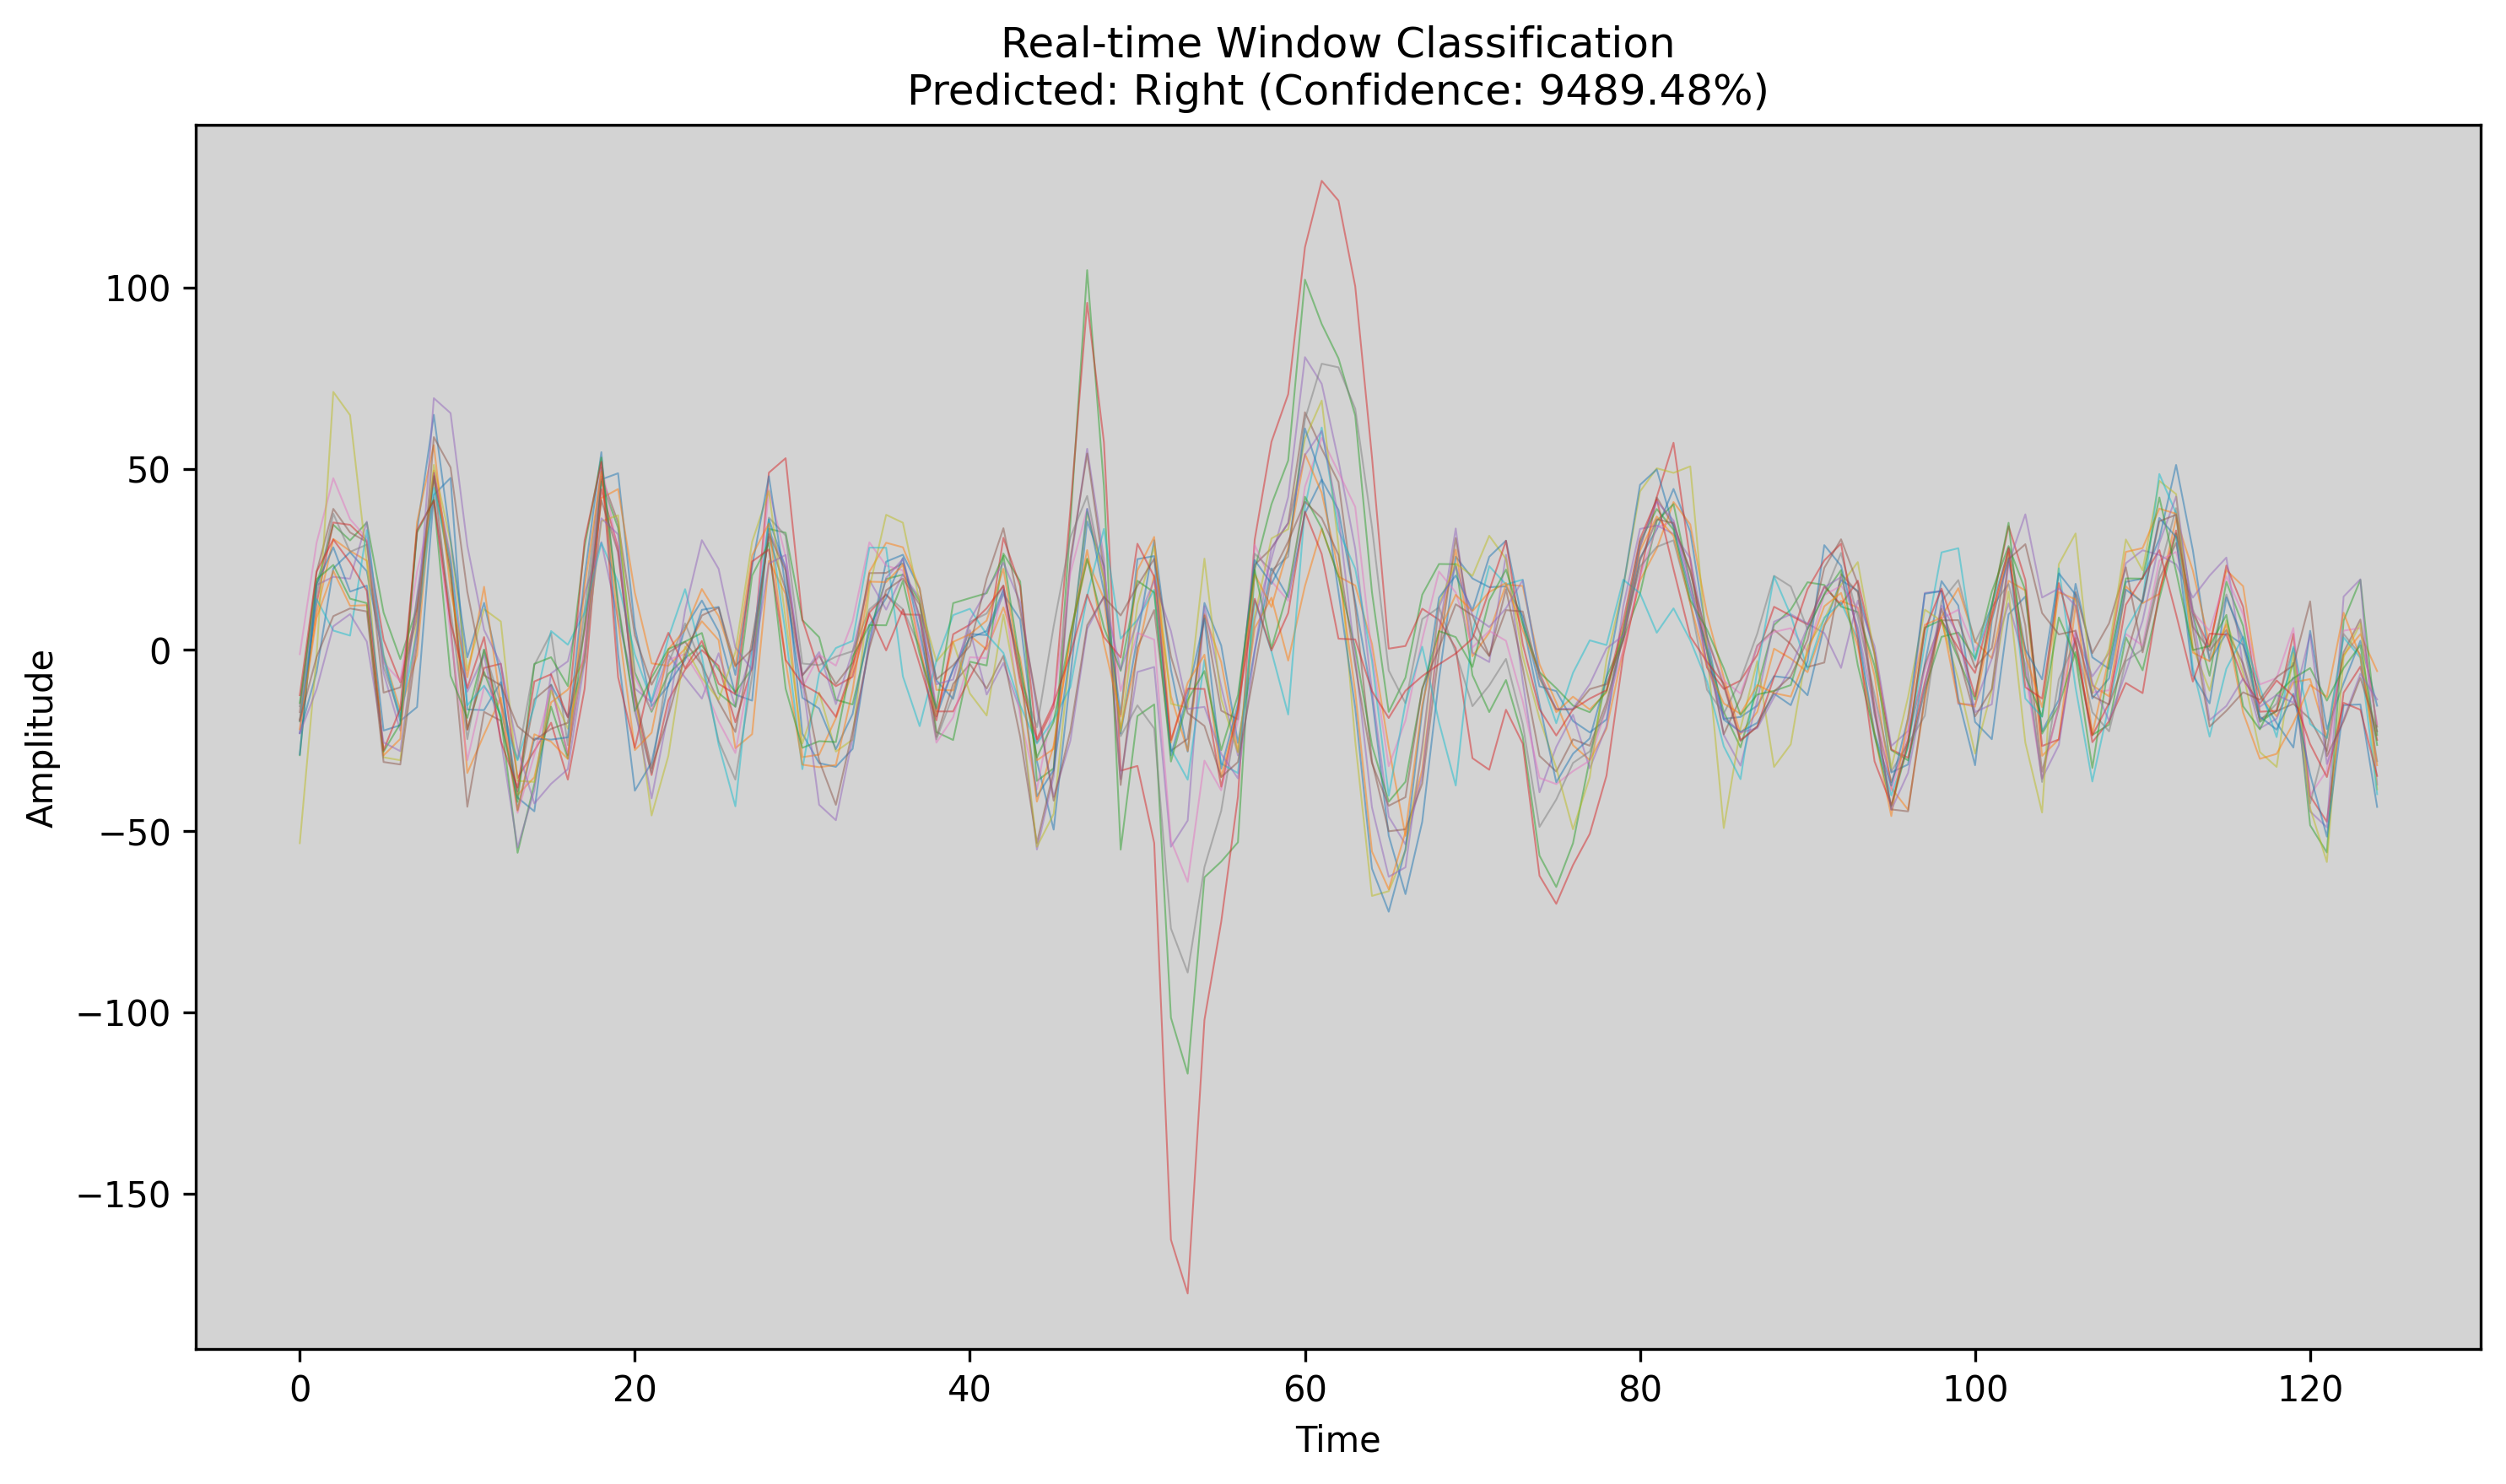 Real-time Window Classification
Predicted: Right (Confidence: 9489.48%)
100
50
0
−50
−100
−150
Amplitude
0 20 40 60 80 100 120
Time